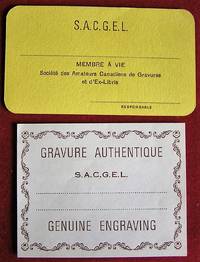 S.A.C.G.E.L.
MEMBRE À VIE
Société des Amateurs Canadiens de Gravures
et d'Ex-Libris
RESPONSABLE
GRAVURE AUTHENTIQUE
S.A.C.G.E.L.
GENUINE ENGRAVING